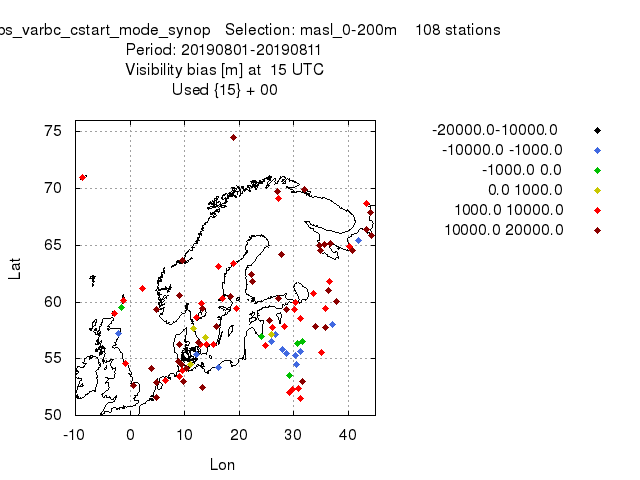 os_varbc_cstart_mode_synop Selection: masl_0-200m 108 stations
Period: 20190801-20190811
Visibility bias [m] at 15 UTC
Used {15} + 00
-20000.0-10000.0
-10000.0 -1000.0
-1000.0 0.0
0.0 1000.0
1000.0 10000.0
10000.0 20000.0
Lat
75
70
65
60
55
50
-10 0 10 20 30 40
Lon